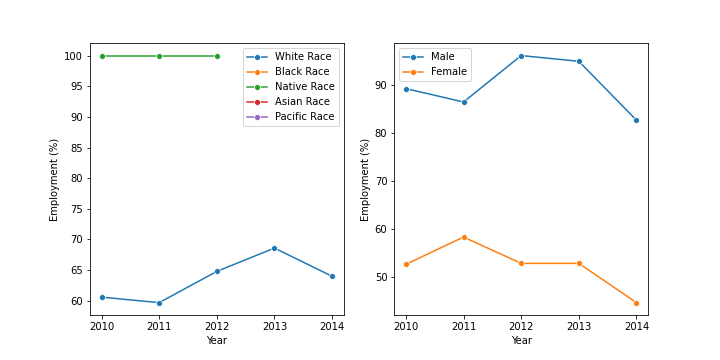 100
95
90
85
80
75
70
65
60
Employment (%)
2010 2011 2012 2013 2014
Year
White Race
Black Race
Native Race
Asian Race
Pacific Race
90
80
70
60
50
Employment (%)
2010 2011 2012 2013 2014
Year
Male
Female